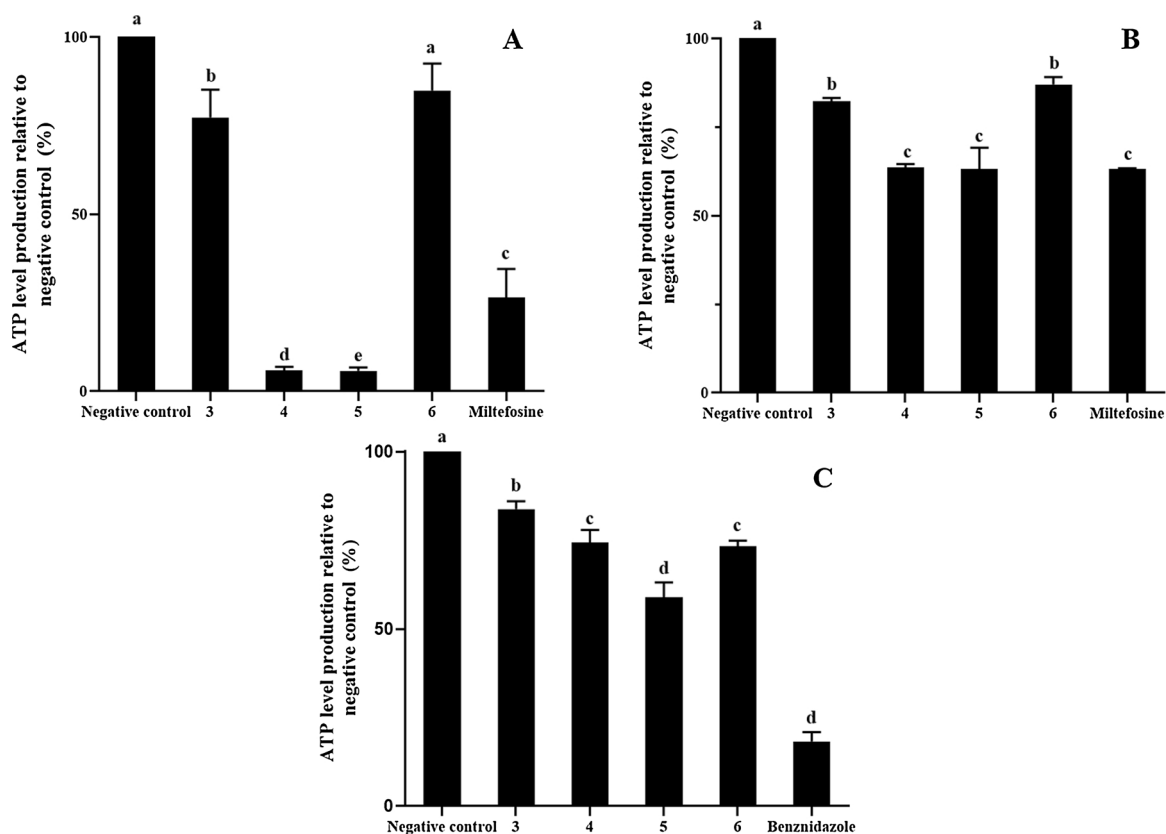 A
ATP level production relative to
negative control (%)
100
50
0
a
b
d
e
a
c
Negative control 3 4 5 6 Miltefosine
B
ATP level production relative to
negative control (%)
100
50
0
a
b
c
c
b
c
Negative control 3 4 5 6 Miltefosine
C
ATP level production relative to
negative control (%)
100
50
0
a
b
c
d
c
d
Negative control 3 4 5 6 Benznidazole